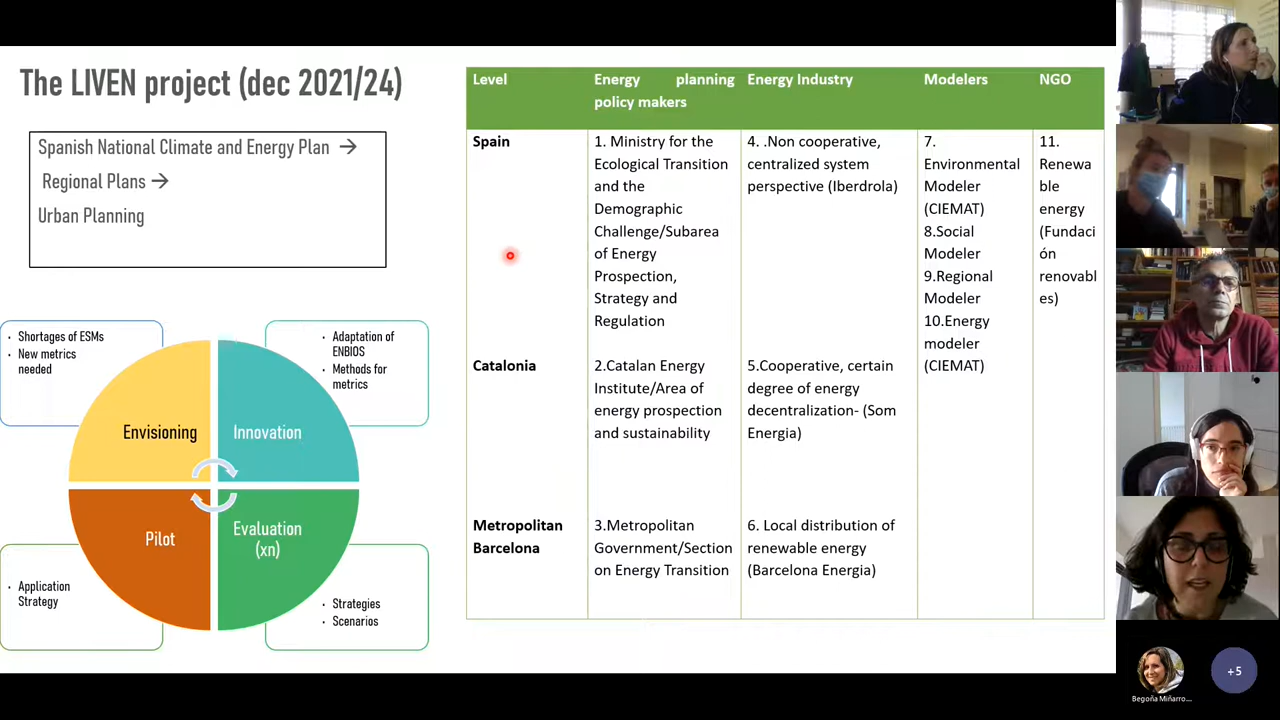 The LIVEN project (dec 2021/24)
Spanish National Climate and Energy Plan →
Regional Plans →
Urban Planning
• Shortages of ESMs
• New metrics
needed
• Adaptation of
ENBIOS
• Methods for
metrics
Envisioning
Innovation
Pilot
Evaluation
(xn)
• Application
Strategy
• Strategies
• Scenarios
Level
Energy planning
policy makers
Energy Industry
Modelers
NGO
Spain
1. Ministry for the
Ecological Transition
and the
Demographic
Challenge/Subarea
of Energy
Prospection,
Strategy and
Regulation
4. .Non cooperative,
centralized system
perspective (Iberdrola)
7.
Environmental
Modeler
(CIEMAT)
8.Social
Modeler
9.Regional
Modeler
10.Energy
modeler
(CIEMAT)
11.
Renewa
ble
energy
(Fundaci
ón
renovabl
es)
Catalonia
2.Catalan Energy
Institute/Area of
energy prospection
and sustainability
5.Cooperative, certain
degree of energy
decentralization- (Som
Energia)
Metropolitan
Barcelona
3.Metropolitan
Government/Section
on Energy Transition
6. Local distribution of
renewable energy
(Barcelona Energia)
Begoña Miñarro...
+5